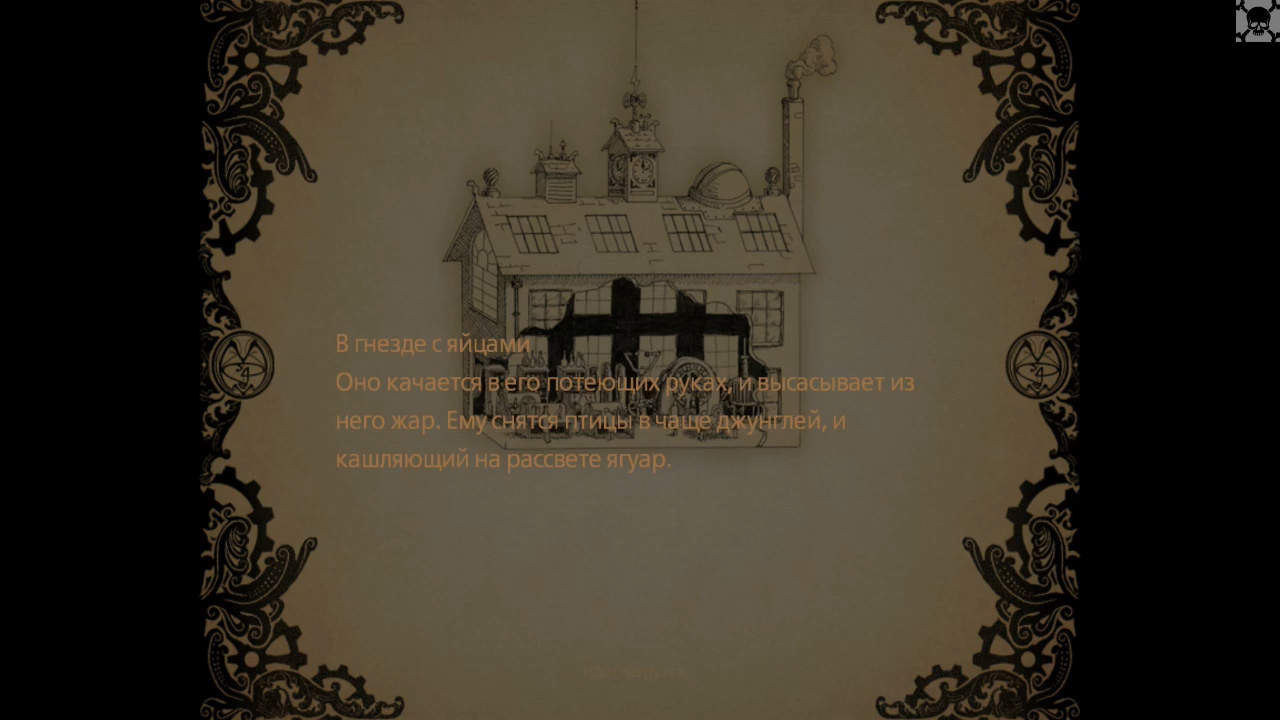 В гнезде с яйцами
Оно качается в его потеющих руках, и высасывает из
него жар. Ему снятся птицы в чаще джунглей, и
кашляющий на рассвете ягуар.